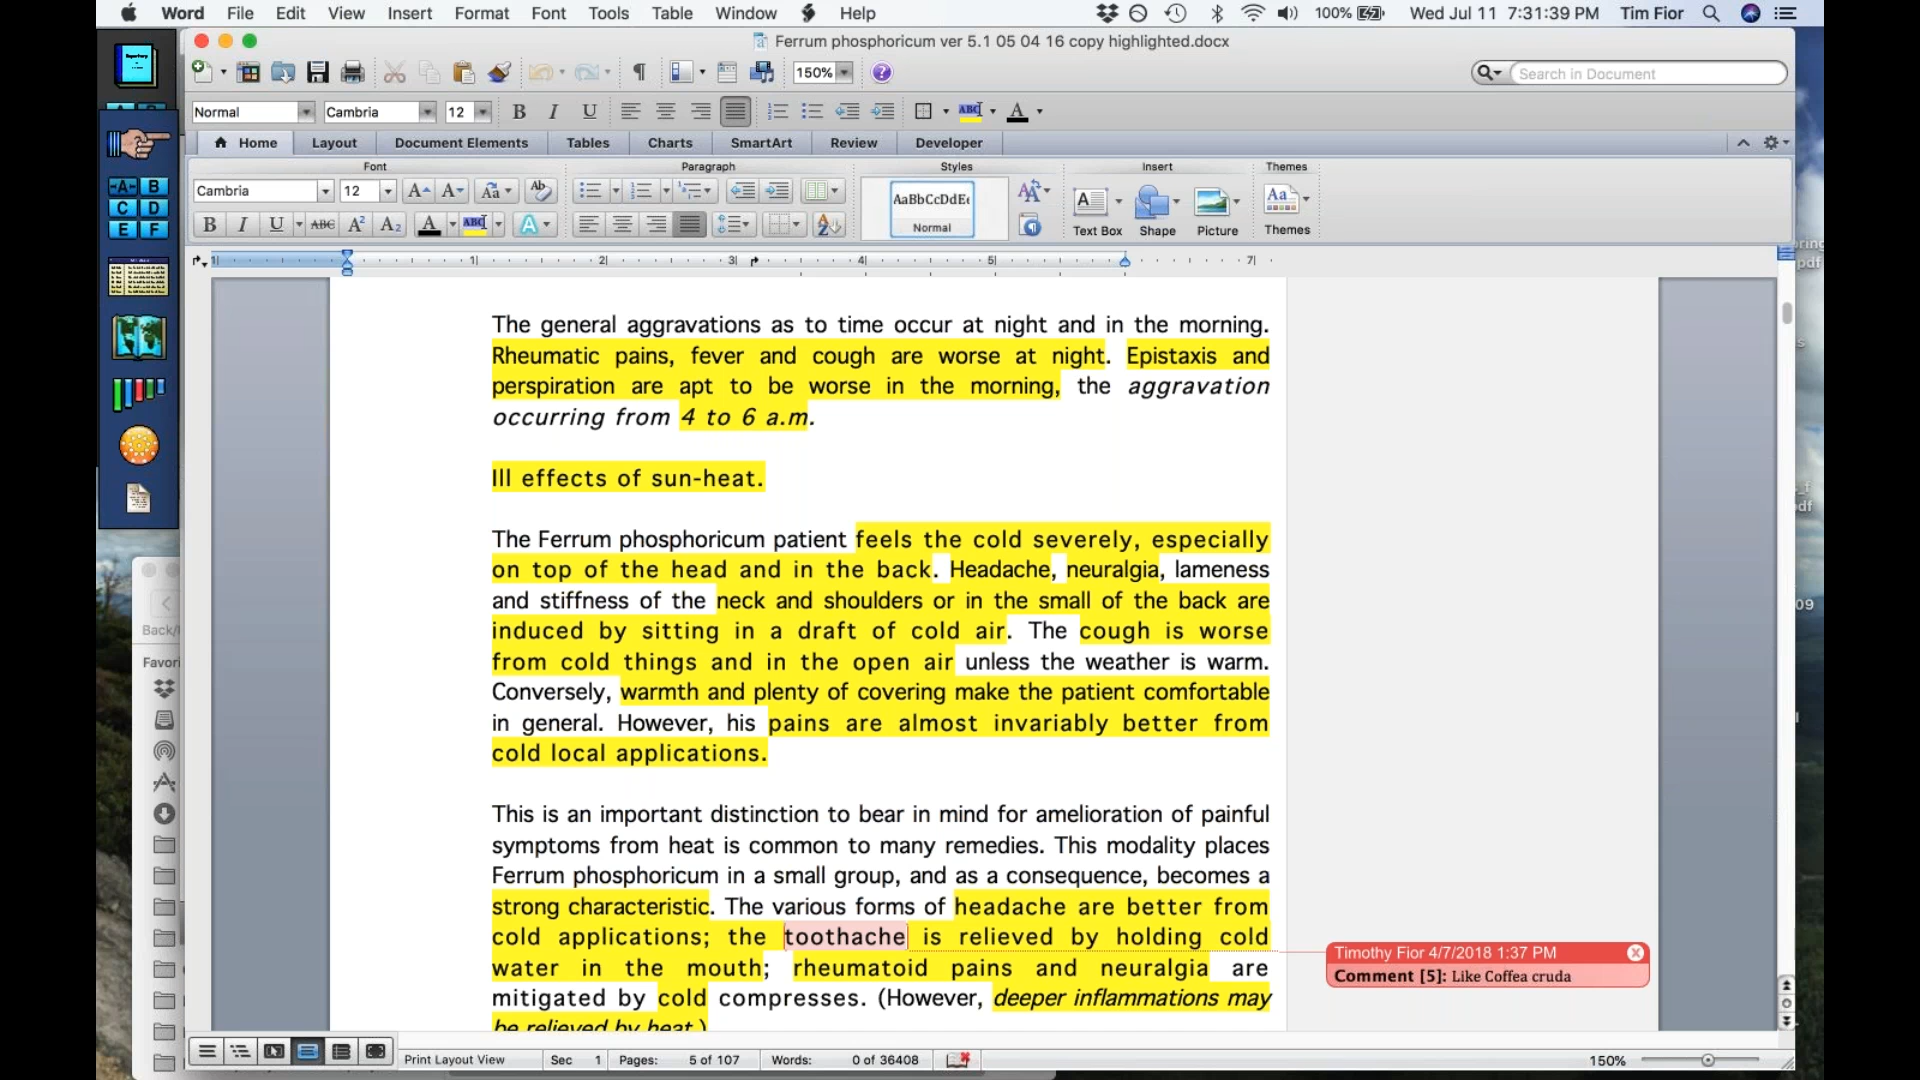 Word File Edit View Insert Format Font Tools Table Window Help 100% Wed Jul 11 7:31:39 PM Tim Fior
Ferrum phosphoricum ver 5.1 05 04 16 copy highlighted.docx
150% Search in Document
Normal Cambria 12 B I U ABC A
Home Layout Document Elements Tables Charts SmartArt Review Developer
Font Paragraph Styles Insert Themes
Cambria 12 AaBbCcDdEe
Normal
Text Box Shape Picture Themes
The general aggravations as to time occur at night and in the morning.
Rheumatic pains, fever and cough are worse at night. Epistaxis and
perspiration are apt to be worse in the morning, the aggravation
occurring from 4 to 6 a.m.
Ill effects of sun-heat.
The Ferrum phosphoricum patient feels the cold severely, especially
on top of the head and in the back. Headache, neuralgia, lameness
and stiffness of the neck and shoulders or in the small of the back are
induced by sitting in a draft of cold air. The cough is worse
from cold things and in the open air unless the weather is warm.
Conversely, warmth and plenty of covering make the patient comfortable
in general. However, his pains are almost invariably better from
cold local applications.
This is an important distinction to bear in mind for amelioration of painful
symptoms from heat is common to many remedies. This modality places
Ferrum phosphoricum in a small group, and as a consequence, becomes a
strong characteristic. The various forms of headache are better from
cold applications; the toothache is relieved by holding cold
water in the mouth; rheumatoid pains and neuralgia are
mitigated by cold compresses. (However, deeper inflammations may
be relieved by heat.)
Timothy Fior 4/7/2018 1:37 PM
Comment [5]: Like Coffea cruda
Print Layout View Sec 1 Pages: 5 of 107 Words: 0 of 36408 150%